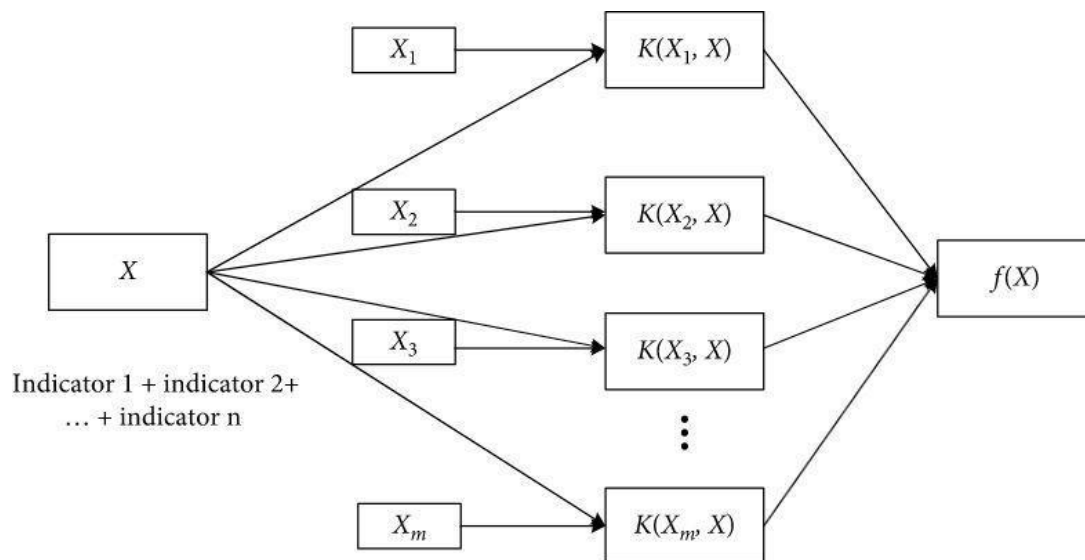 X₁
K(X₁, X)
X₂
K(X₂, X)
X
f(X)
X₃
K(X₃, X)
Indicator 1 + indicator 2+
… + indicator n
Xₘ
K(Xₘ, X)